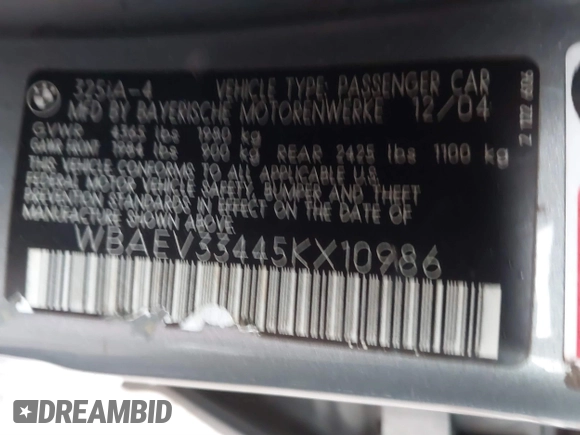 BMW
325iA-4 VEHICLE TYPE: PASSENGER CAR
MFD BY BAYERISCHE MOTORENWERKE 12/04
GVWR 4365 lbs 1980 kg
GAWR FRONT 1984 lbs 900 kg REAR 2425 lbs 1100 kg
THIS VEHICLE CONFORMS TO ALL APPLICABLE US
FEDERAL MOTOR VEHICLE SAFETY, BUMPER AND THEFT
PREVENTION STANDARDS IN EFFECT ON THE DATE OF
MANUFACTURE SHOWN ABOVE.
WBAEV33445KX10986
DREAMBID